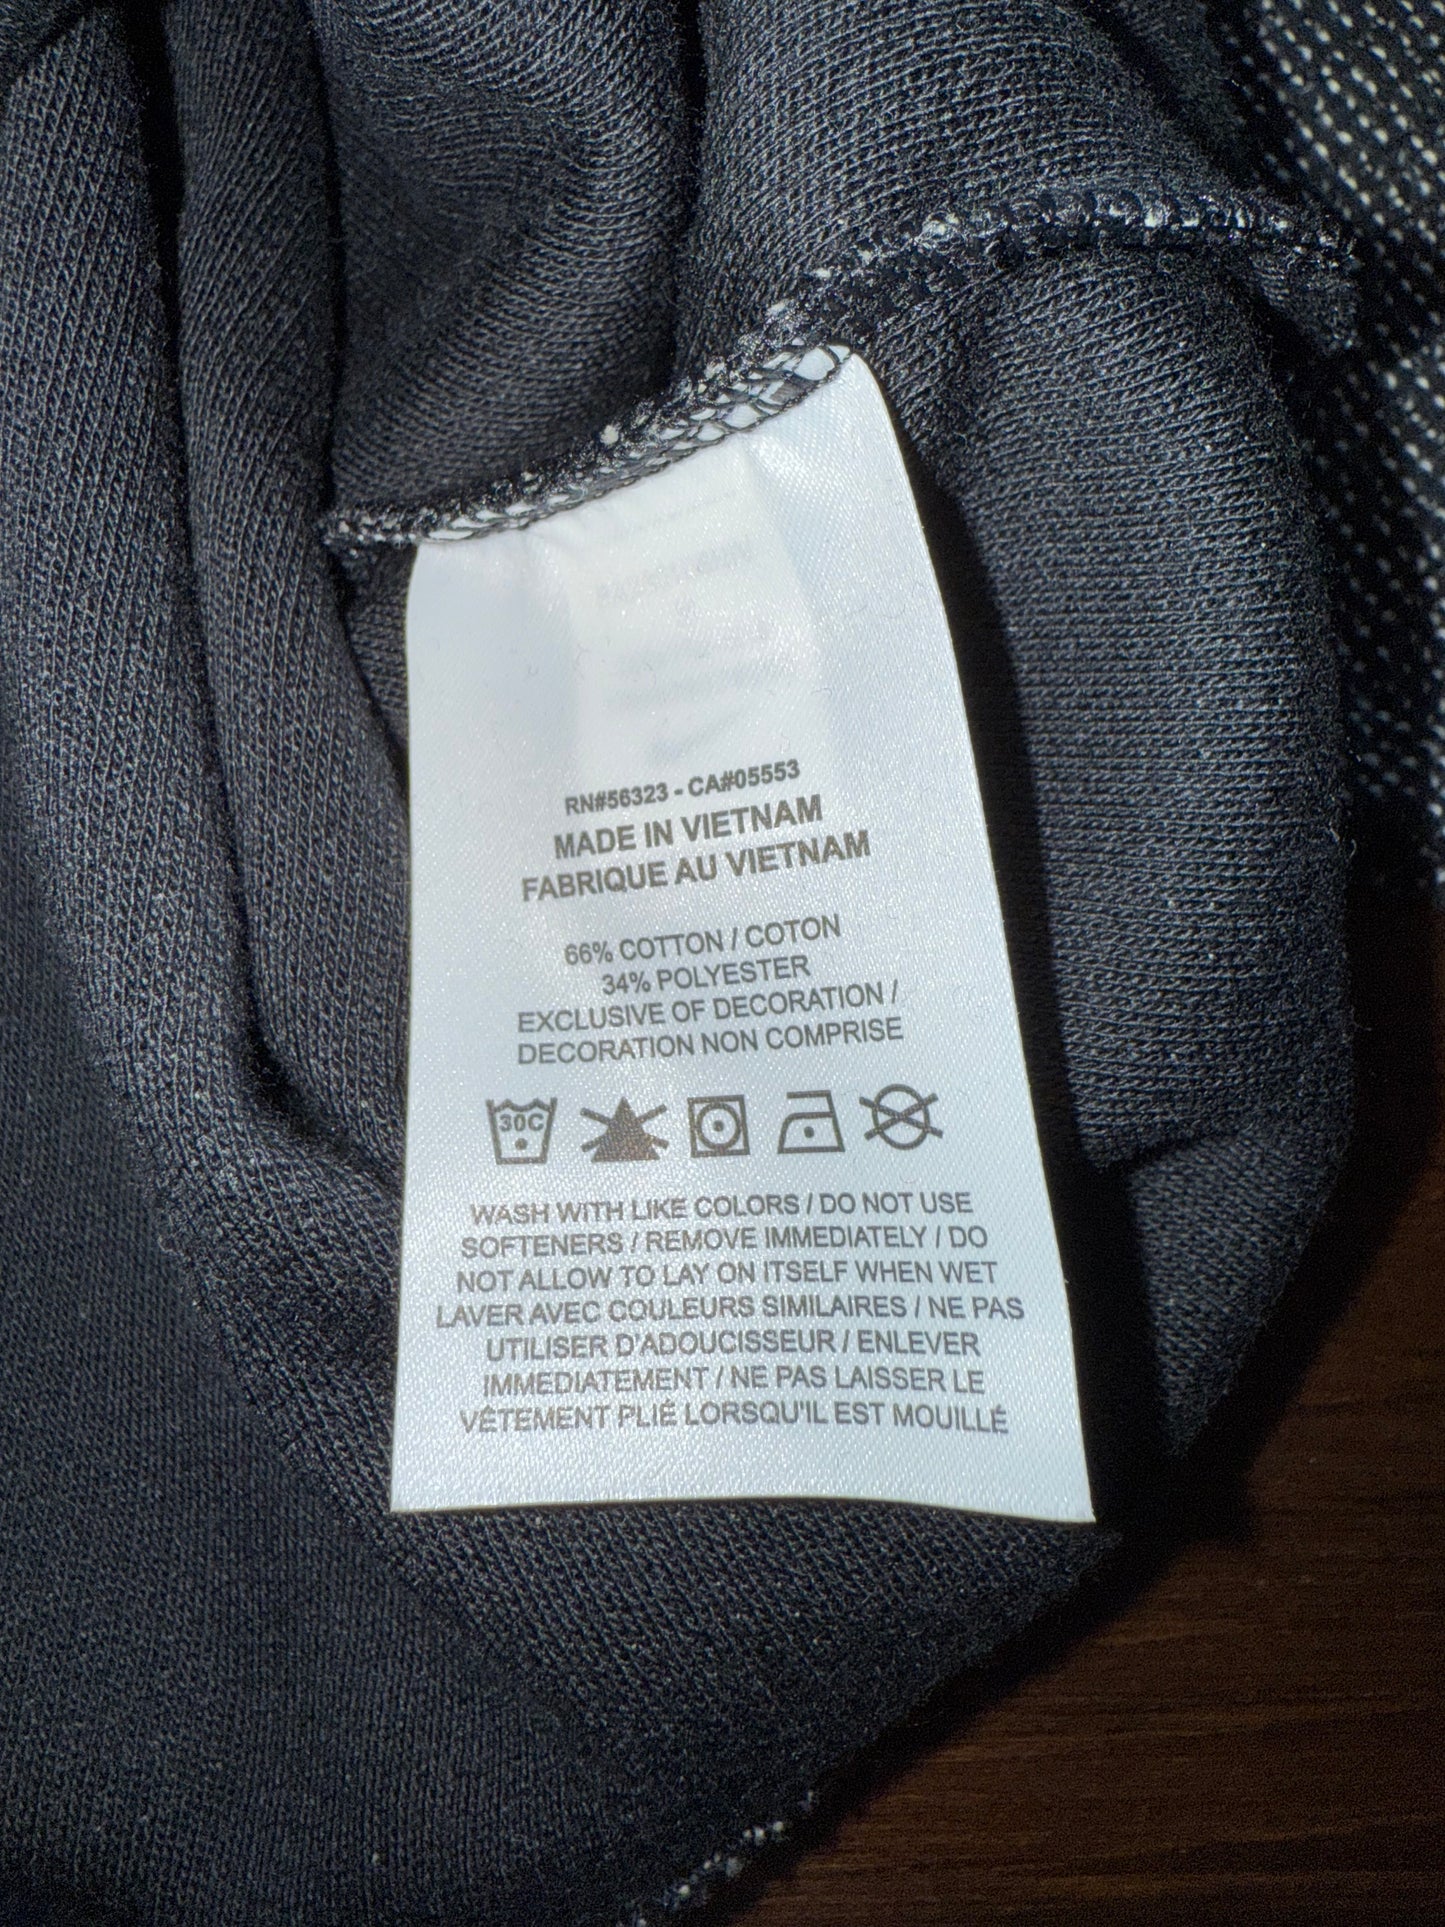 RN#56323 - CA#05553
MADE IN VIETNAM
FABRIQUE AU VIETNAM
66% COTTON / COTON
34% POLYESTER
EXCLUSIVE OF DECORATION /
DECORATION NON COMPRISE
30C
WASH WITH LIKE COLORS / DO NOT USE
SOFTENERS / REMOVE IMMEDIATELY / DO
NOT ALLOW TO LAY ON ITSELF WHEN WET
LAVER AVEC COULEURS SIMILAIRES / NE PAS
UTILISER D'ADOUCISSEUR / ENLEVER
IMMEDIATEMENT / NE PAS LAISSER LE
VÊTEMENT PLIÉ LORSQU'IL EST MOUILLÉ